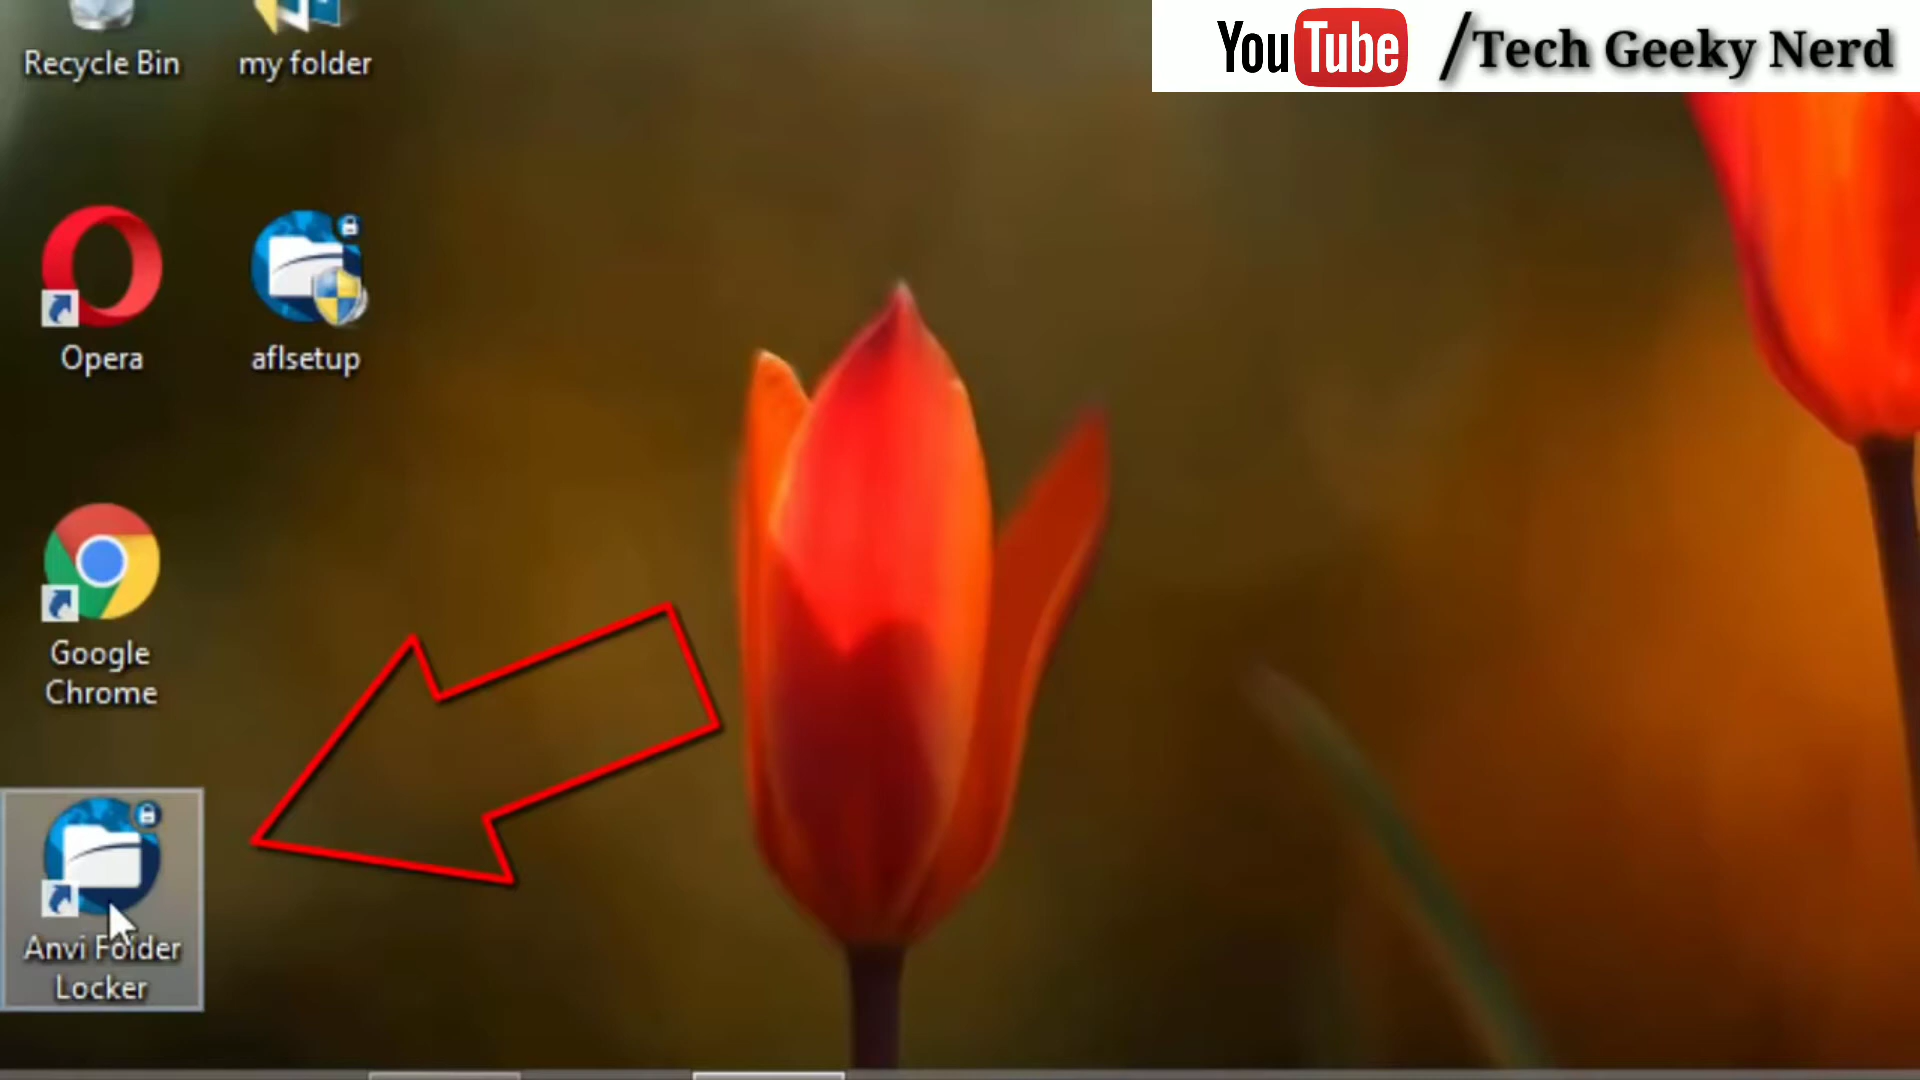 YouTube /Tech Geeky Nerd
Recycle Bin
my folder
Opera
aflsetup
Google
Chrome
Anvi Folder
Locker